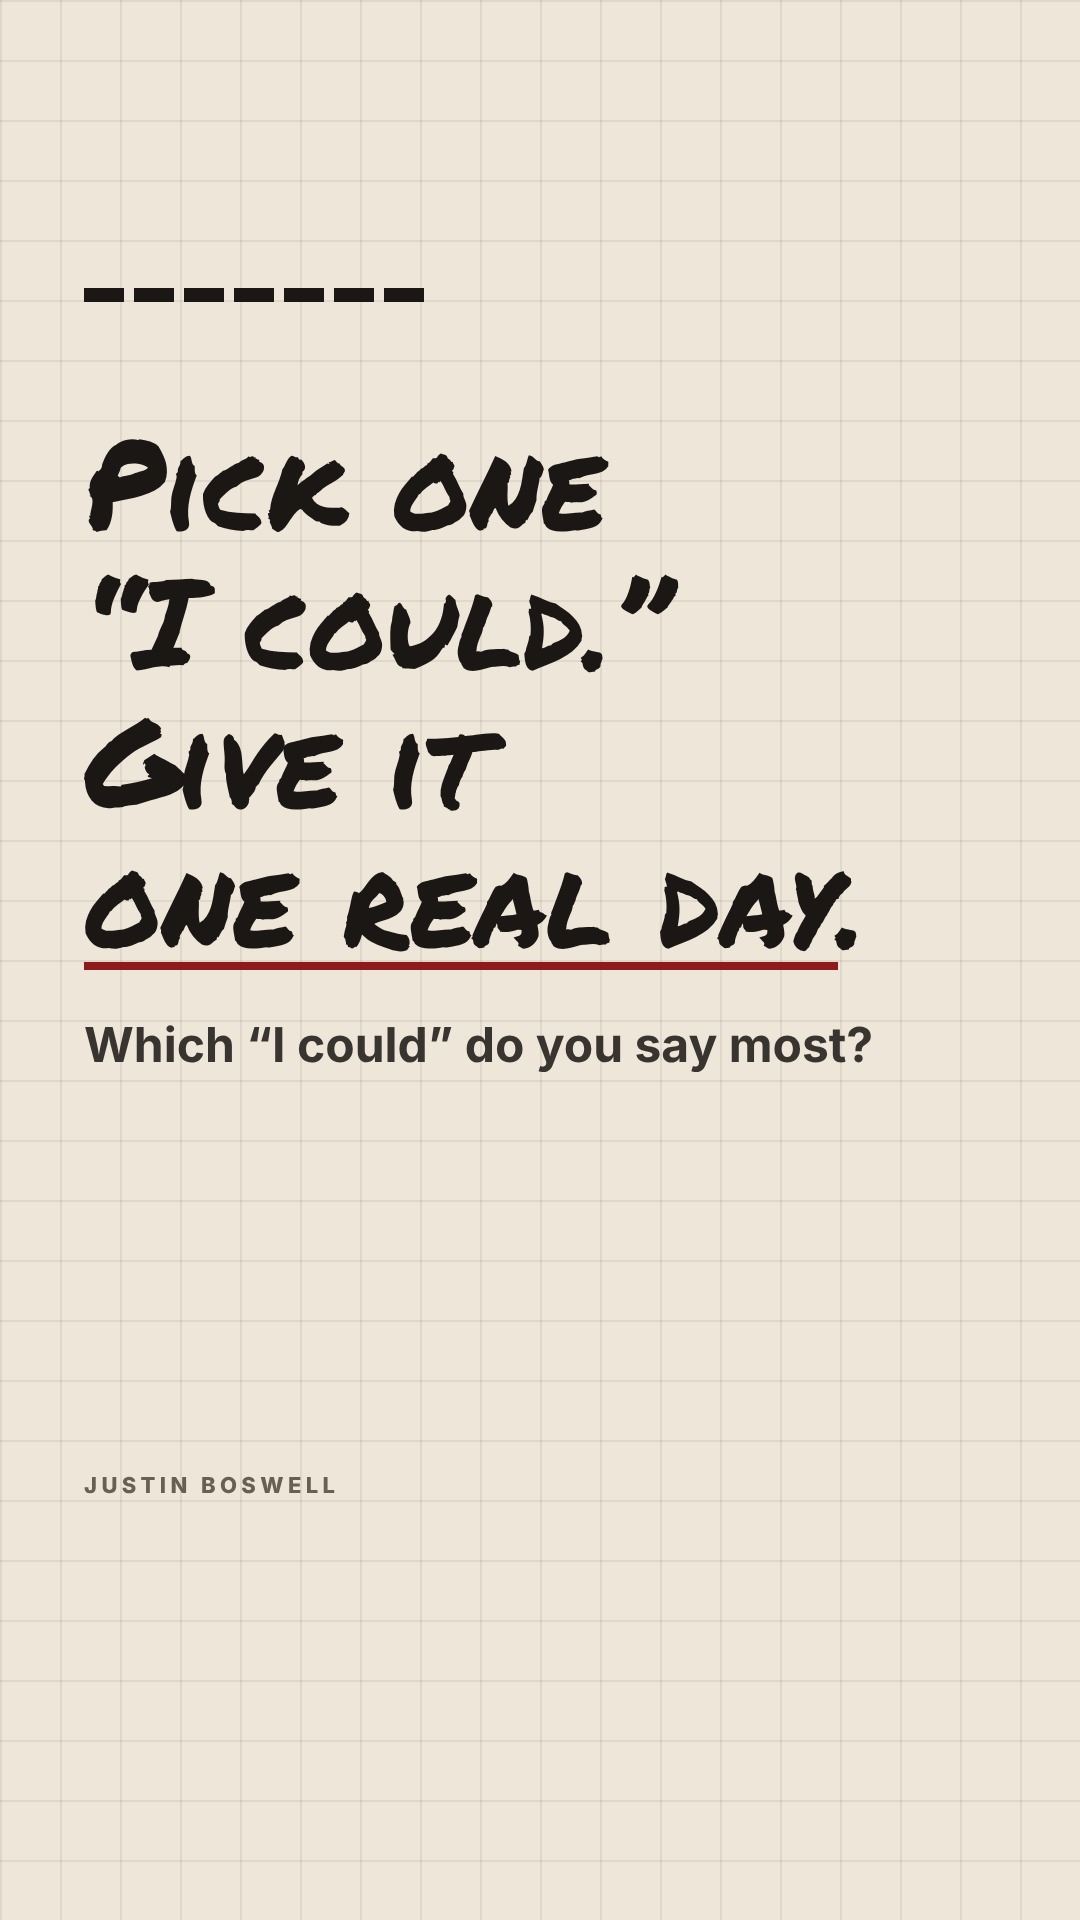 Pick one
“I could.”
Give it
one real day.
Which “I could” do you say most?
JUSTIN BOSWELL